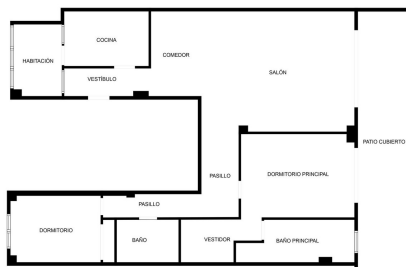 COCINA
COMEDOR
HABITACIÓN
SALÓN
VESTÍBULO
PATIO CUBIERTO
PASILLO
DORMITORIO PRINCIPAL
PASILLO
DORMITORIO
BAÑO
VESTIDOR
BAÑO PRINCIPAL